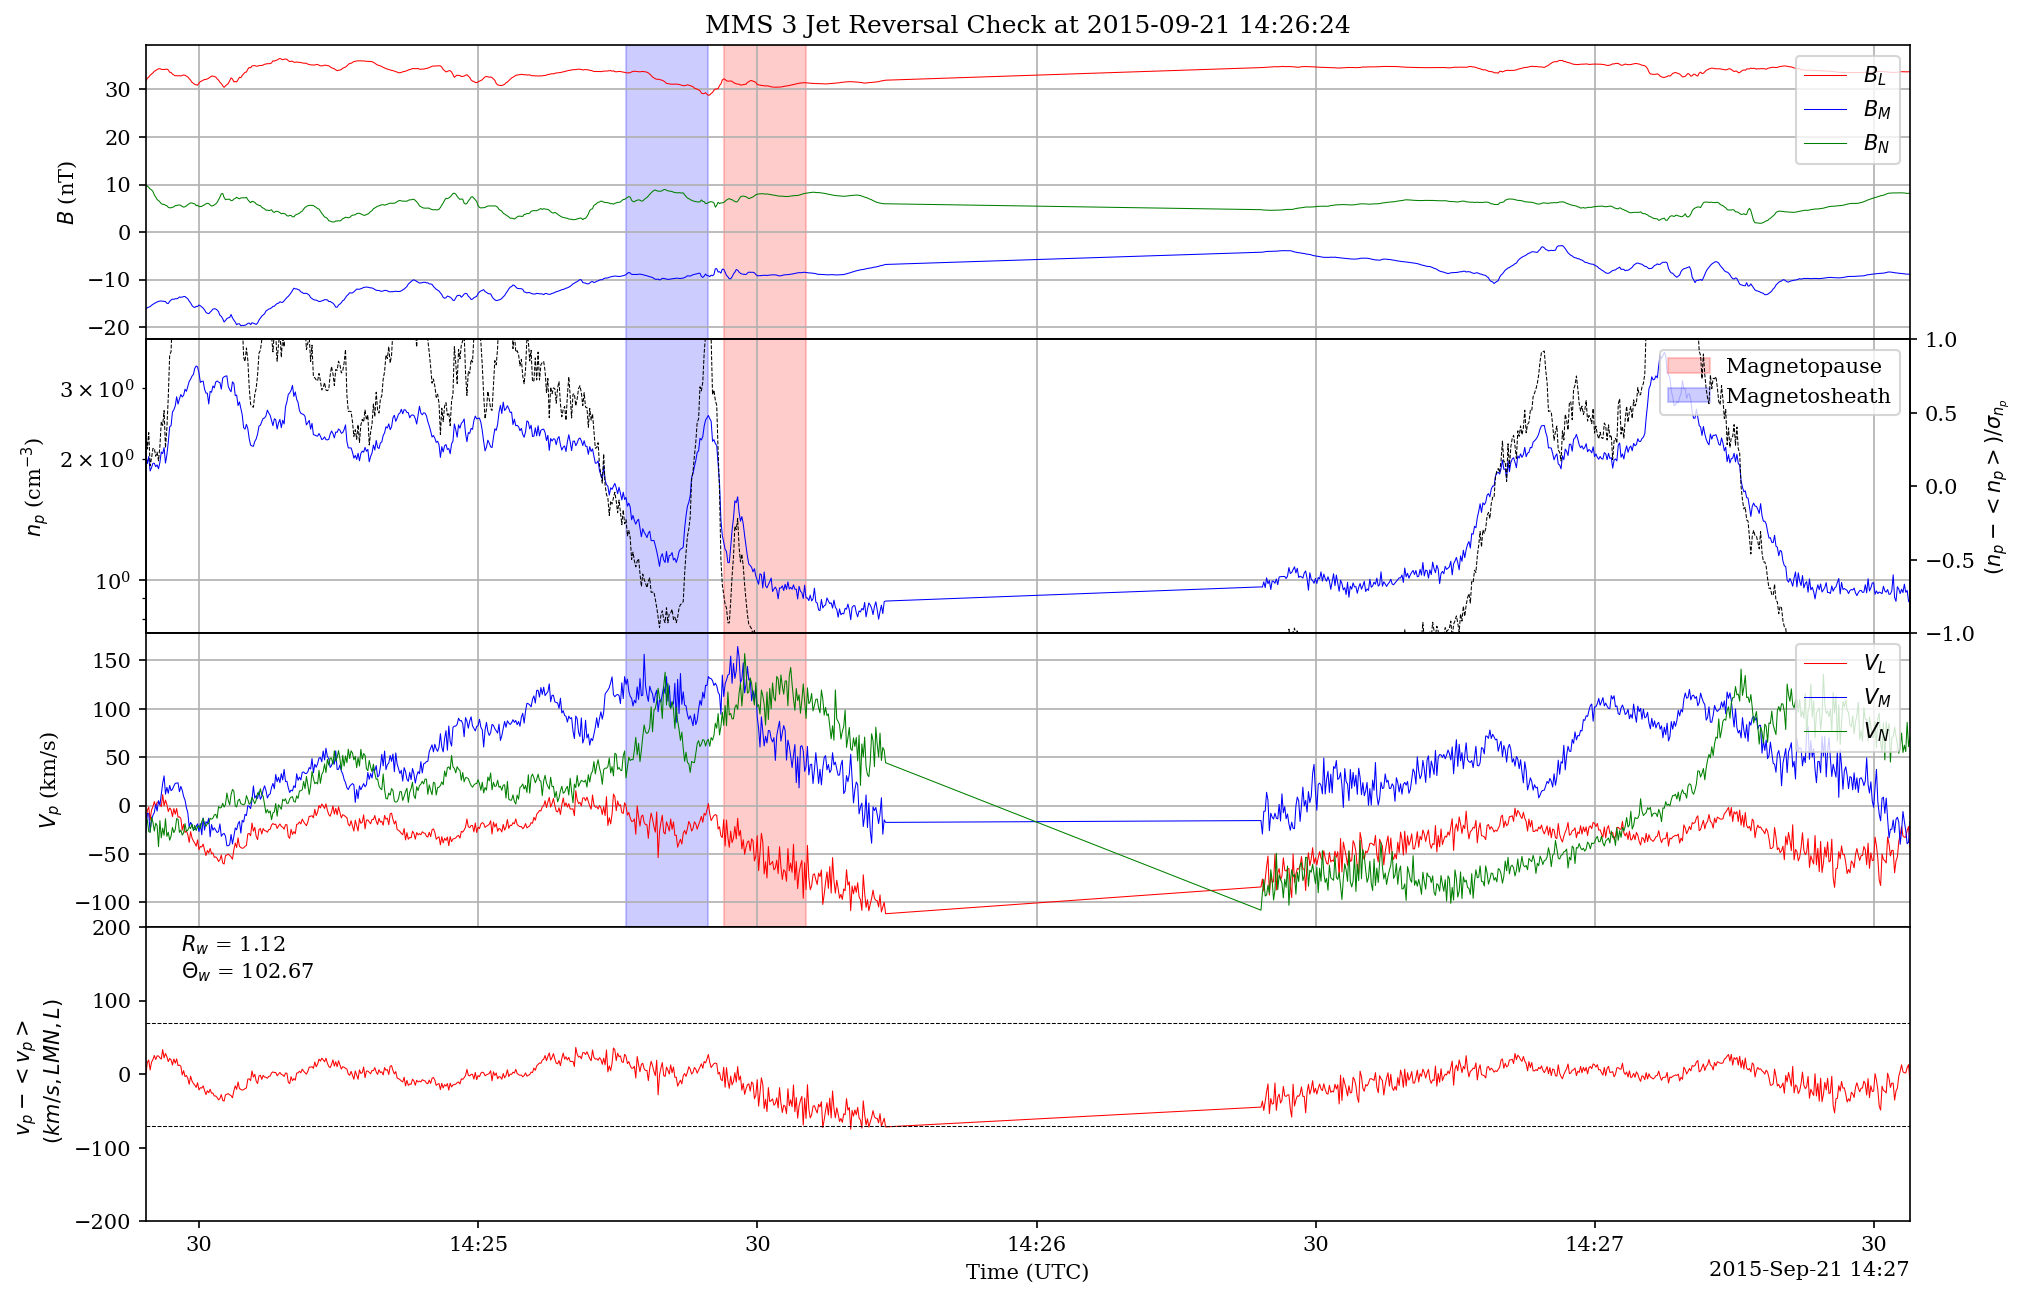 MMS 3 Jet Reversal Check at 2015-09-21 14:26:24
30
20
10
0
−10
−20
B (nT)
B_L
B_M
B_N
3 × 10^0
2 × 10^0
10^0
n_p (cm^−3)
Magnetopause
Magnetosheath
1.0
0.5
0.0
−0.5
−1.0
(n_p − < n_p >)/σ_{n_p}
150
100
50
0
−50
−100
V_p (km/s)
V_L
V_M
V_N
200
100
0
−100
−200
v_p − < v_p >
(km/s, LMN, L)
R_w = 1.12
Θ_w = 102.67
30
14:25
30
14:26
30
14:27
30
Time (UTC)
2015-Sep-21 14:27